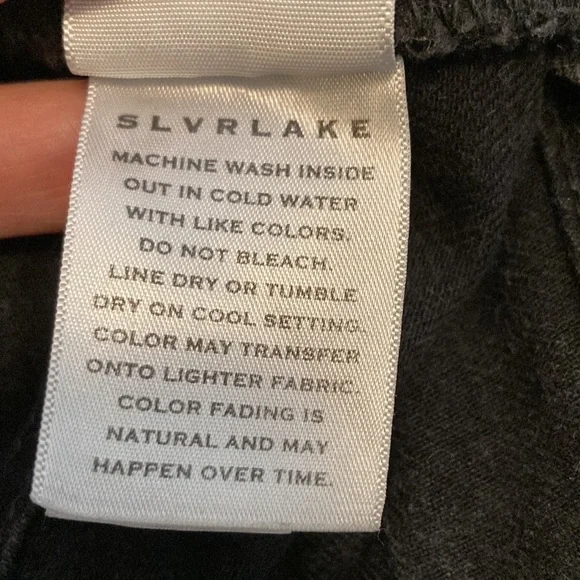 SLVRLAKE
MACHINE WASH INSIDE
OUT IN COLD WATER
WITH LIKE COLORS.
DO NOT BLEACH.
LINE DRY OR TUMBLE
DRY ON COOL SETTING.
COLOR MAY TRANSFER
ONTO LIGHTER FABRIC.
COLOR FADING IS
NATURAL AND MAY
HAPPEN OVER TIME.